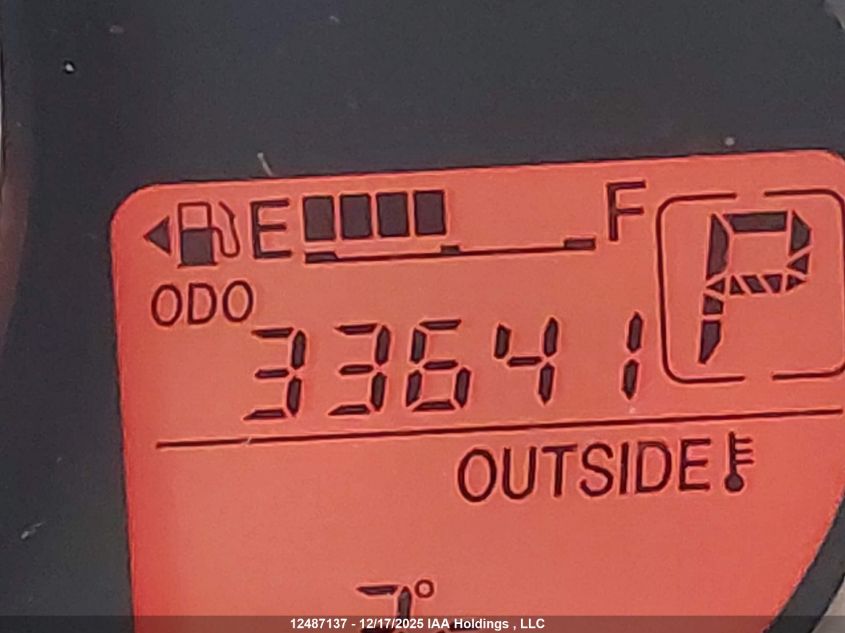 E F P
ODO
33641
OUTSIDE
12487137 - 12/17/2025 IAA Holdings , LLC